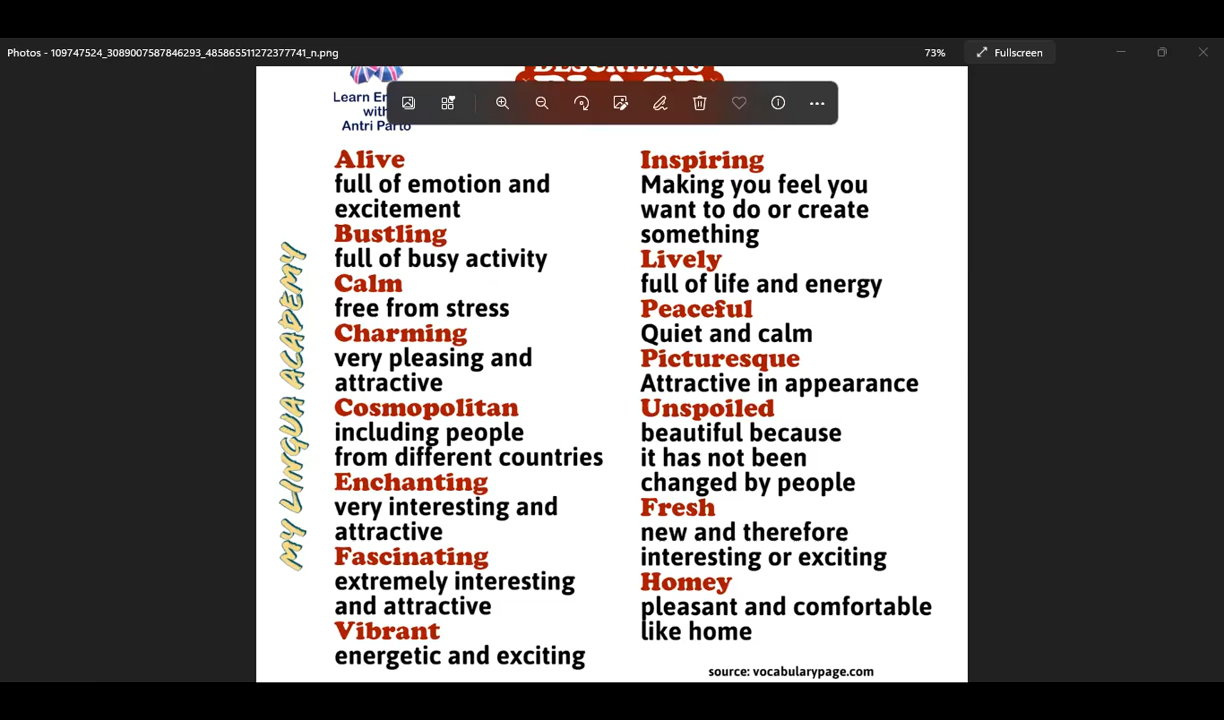 Photos - 109747524_3089007587846293_485865511272377741_n.png
73%
Fullscreen
DESCRIBING
Learn
with
Antri Parto
MY LINGUA ACADEMY
Alive
full of emotion and
excitement
Bustling
full of busy activity
Calm
free from stress
Charming
very pleasing and
attractive
Cosmopolitan
including people
from different countries
Enchanting
very interesting and
attractive
Fascinating
extremely interesting
and attractive
Vibrant
energetic and exciting
Inspiring
Making you feel you
want to do or create
something
Lively
full of life and energy
Peaceful
Quiet and calm
Picturesque
Attractive in appearance
Unspoiled
beautiful because
it has not been
changed by people
Fresh
new and therefore
interesting or exciting
Homey
pleasant and comfortable
like home
source: vocabularypage.com